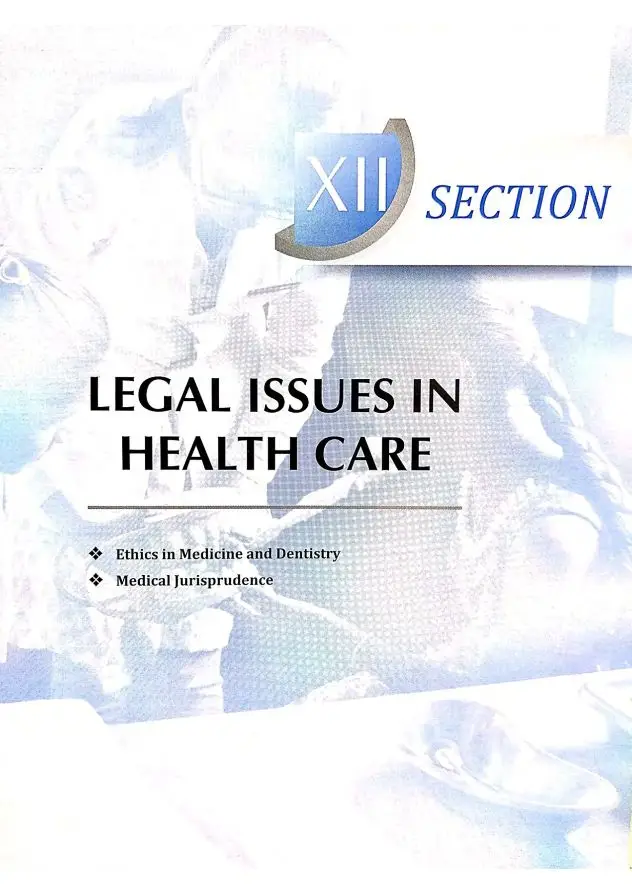 XII
SECTION
LEGAL ISSUES IN
HEALTH CARE
❖ Ethics in Medicine and Dentistry
❖ Medical Jurisprudence